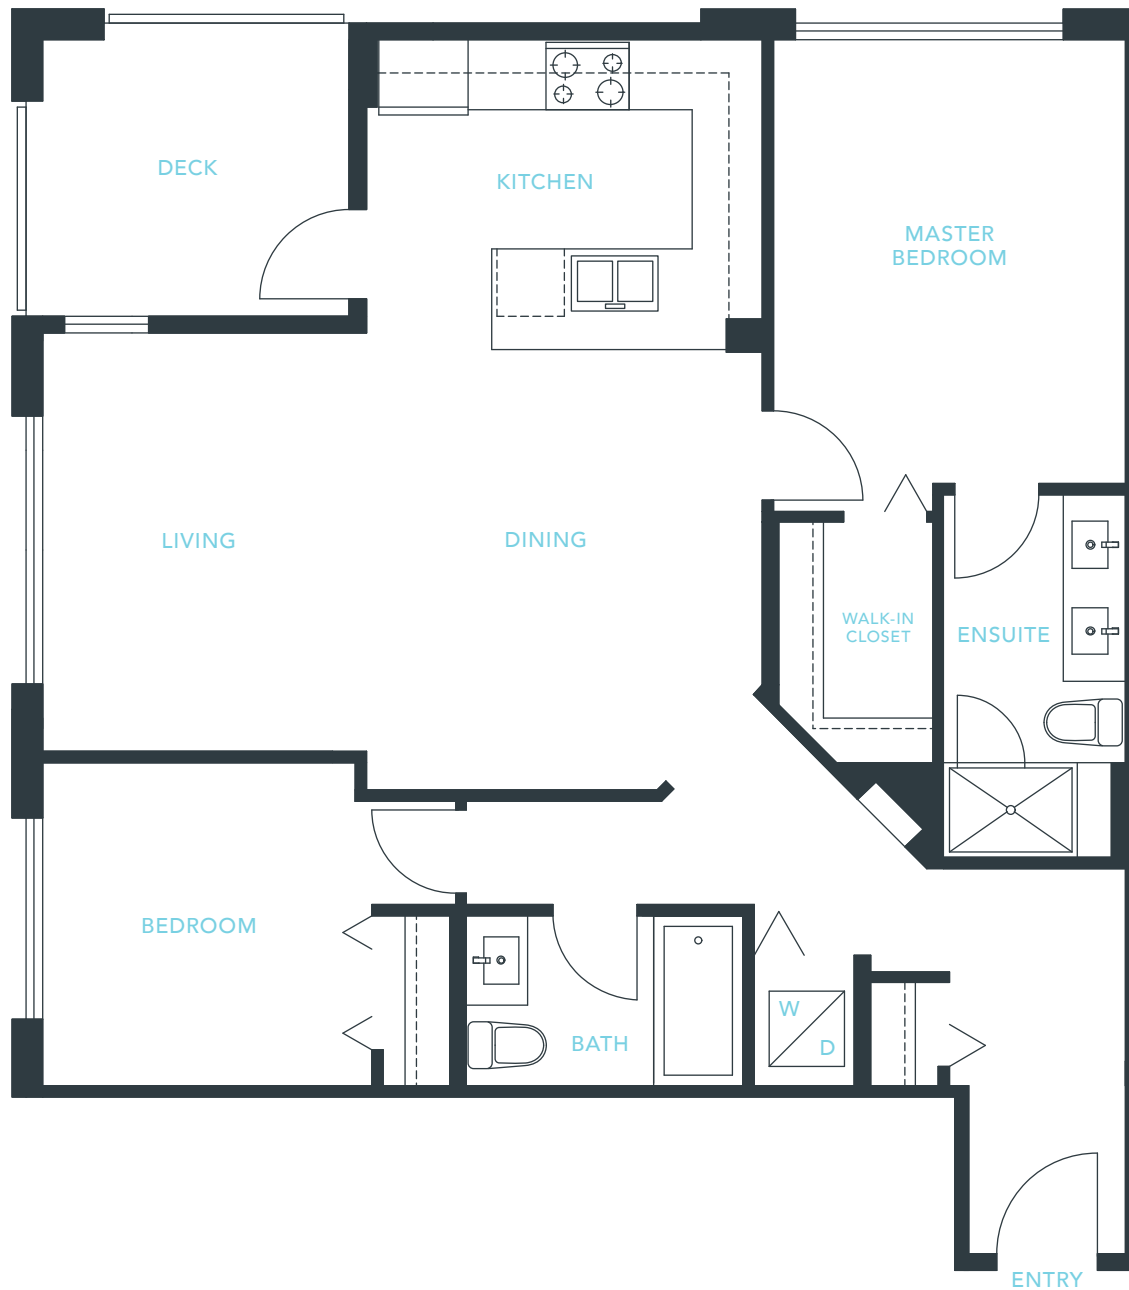 DECK
KITCHEN
MASTER
BEDROOM
LIVING
DINING
WALK-IN
CLOSET
ENSUITE
BEDROOM
BATH
W
D
ENTRY